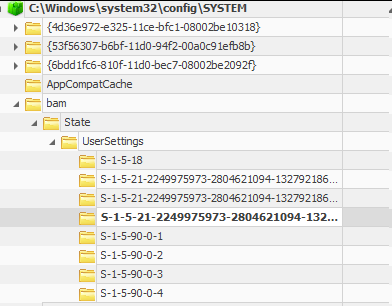 C:\Windows\system32\config\SYSTEM
{4d36e972-e325-11ce-bfc1-08002be10318}
{53f56307-b6bf-11d0-94f2-00a0c91efb8b}
{6bdd1fc6-810f-11d0-bec7-08002be2092f}
AppCompatCache
bam
State
UserSettings
S-1-5-18
S-1-5-21-2249975973-2804621094-132792186...
S-1-5-21-2249975973-2804621094-132792186...
S-1-5-21-2249975973-2804621094-132...
S-1-5-90-0-1
S-1-5-90-0-2
S-1-5-90-0-3
S-1-5-90-0-4